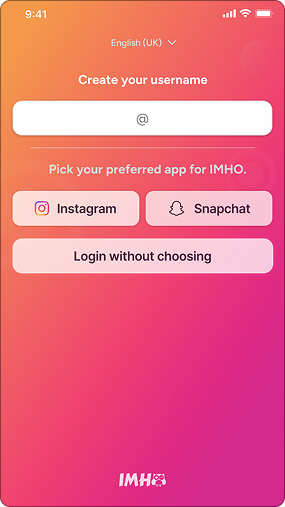 9:41
English (UK)
Create your username
@
Pick your preferred app for IMHO.
Instagram
Snapchat
Login without choosing
IMHO